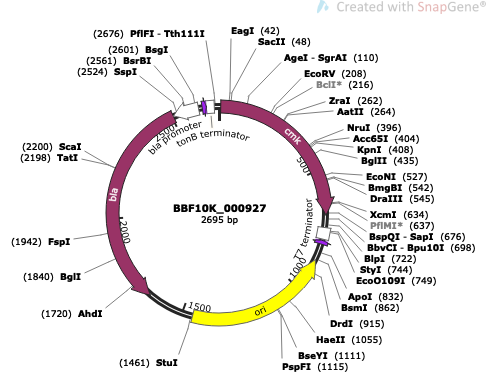 Created with SnapGene®
(2676) PflFI - Tth111I
(2601) BsgI
(2561) BsrBI
(2524) SspI
EagI (42)
SacII (48)
AgeI - SgrAI (110)
EcoRV (208)
BclI* (216)
ZraI (262)
AatII (264)
NruI (396)
Acc65I (404)
KpnI (408)
BglII (435)
EcoNI (527)
BmgBI (542)
DraIII (545)
XcmI (634)
PflMI* (637)
BspQI - SapI (676)
BbvCI - Bpu10I (698)
BlpI (722)
StyI (744)
EcoO109I (749)
ApoI (832)
BsmI (862)
DrdI (915)
HaeII (1055)
BseYI (1111)
PspFI (1115)
(1461) StuI
(1720) AhdI
(1840) BglI
(1942) FspI
(2198) TatI
(2200) ScaI
bla promoter
tonB terminator
cmk
T7 terminator
ori
bla
500
1000
1500
2000
2500
BBF10K_000927
2695 bp